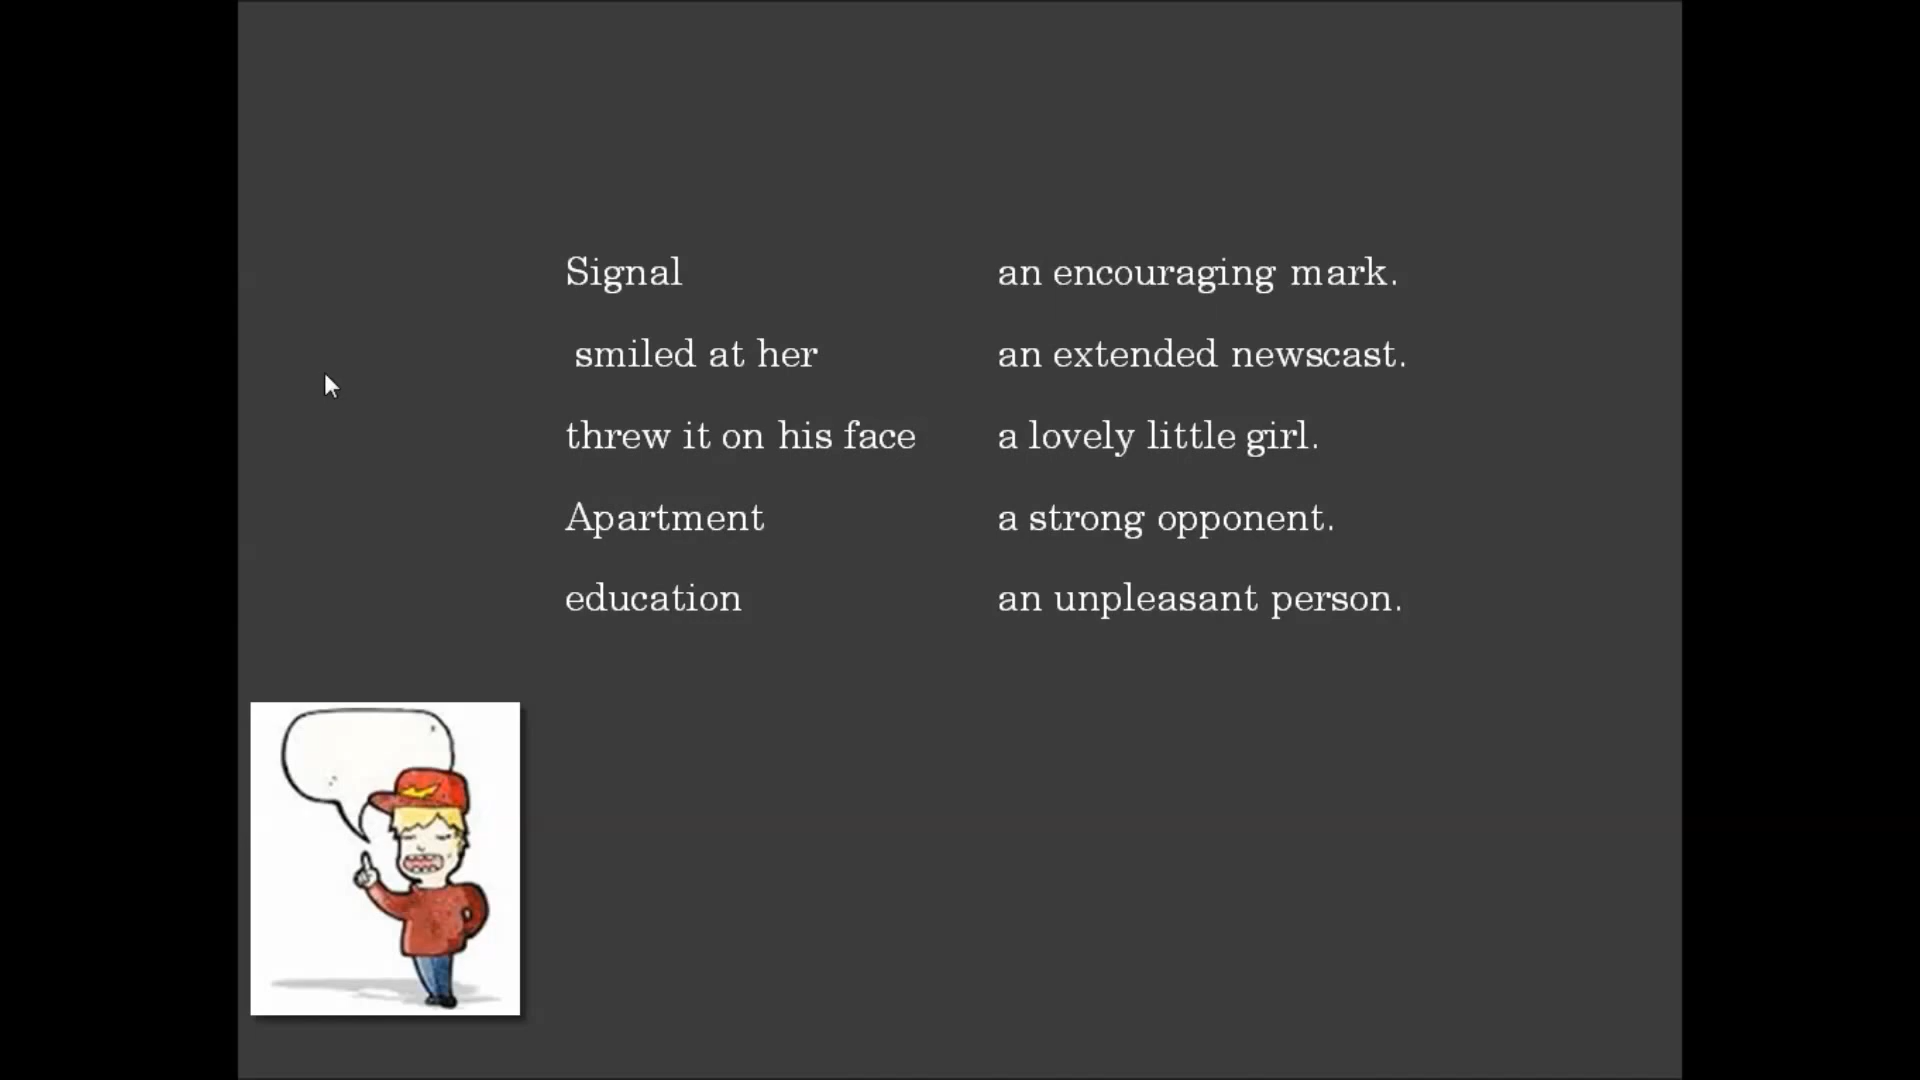 Signal an encouraging mark.
smiled at her an extended newscast.
threw it on his face a lovely little girl.
Apartment a strong opponent.
education an unpleasant person.